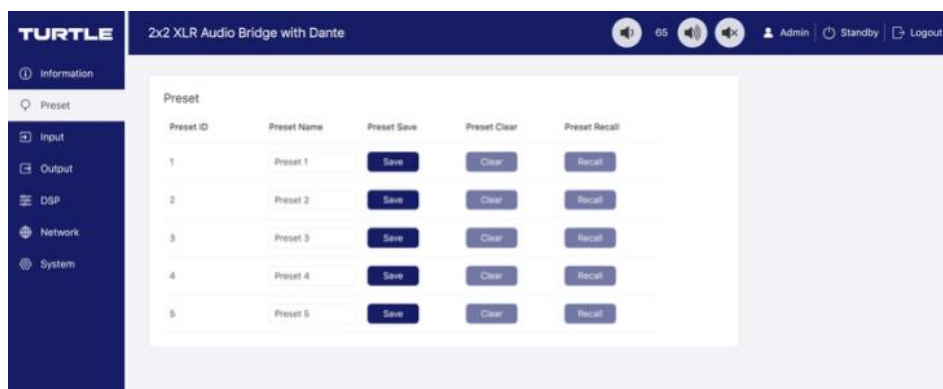 TURTLE
2x2 XLR Audio Bridge with Dante
65
Admin
Standby
Logout
Information
Preset
Input
Output
DSP
Network
System
Preset
Preset ID Preset Name Preset Save Preset Clear Preset Recall
1 Preset 1 Save Clear Recall
2 Preset 2 Save Clear Recall
3 Preset 3 Save Clear Recall
4 Preset 4 Save Clear Recall
5 Preset 5 Save Clear Recall